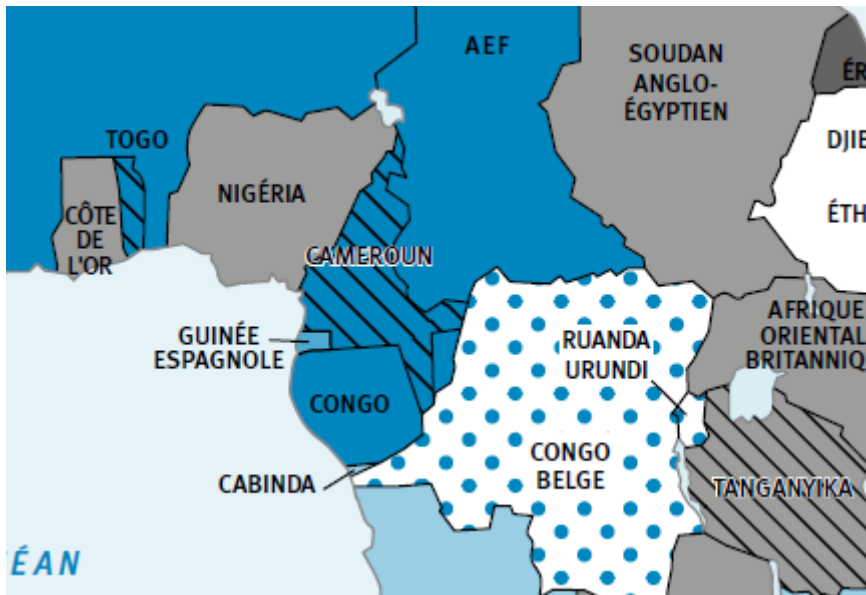 AEF
SOUDAN
ANGLO-
ÉGYPTIEN
ÉR
TOGO
DJIB
NIGÉRIA
CÔTE
DE
L'OR
ÉTH
CAMEROUN
GUINÉE
ESPAGNOLE
RUANDA
URUNDI
AFRIQUE
ORIENTAL
BRITANNIQ
CONGO
CONGO
BELGE
CABINDA
TANGANYIKA
ÉAN